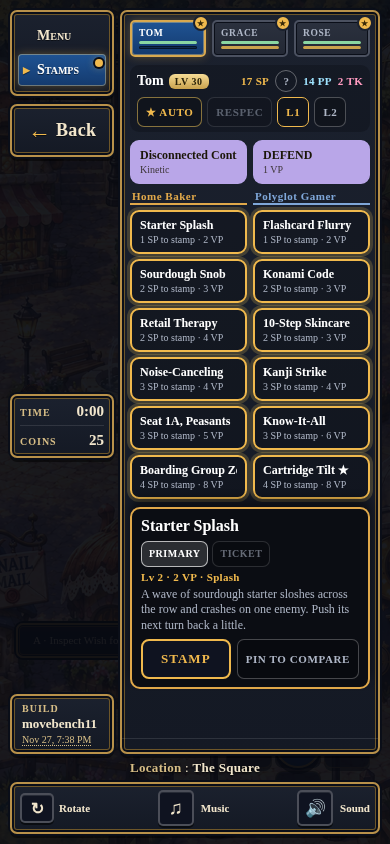 MENU
STAMPS
← Back
TOM
GRACE
ROSE
Tom LV 30 17 SP ? 14 PP 2 TK
★ AUTO RESPEC L1 L2
Disconnected Cont
Kinetic
DEFEND
1 VP
Home Baker
Polyglot Gamer
Starter Splash
1 SP to stamp · 2 VP
Flashcard Flurry
1 SP to stamp · 2 VP
Sourdough Snob
2 SP to stamp · 3 VP
Konami Code
2 SP to stamp · 3 VP
Retail Therapy
2 SP to stamp · 4 VP
10-Step Skincare
2 SP to stamp · 4 VP
Noise-Canceling
3 SP to stamp · 4 VP
Kanji Strike
3 SP to stamp · 4 VP
Seat 1A, Peasants
3 SP to stamp · 5 VP
Know-It-All
3 SP to stamp · 6 VP
Boarding Group Z
4 SP to stamp · 8 VP
Cartridge Tilt ★
4 SP to stamp · 8 VP
Starter Splash
PRIMARY TICKET
Lv 2 · 2 VP · Splash
A wave of sourdough starter sloshes across
the row and crashes on one enemy. Push its
next turn back a little.
STAMP PIN TO COMPARE
TIME 0:00
COINS 25
A · Inspect Wish
BUILD
movebench11
Nov 27, 7:38 PM
Location : The Square
Rotate
Music
Sound